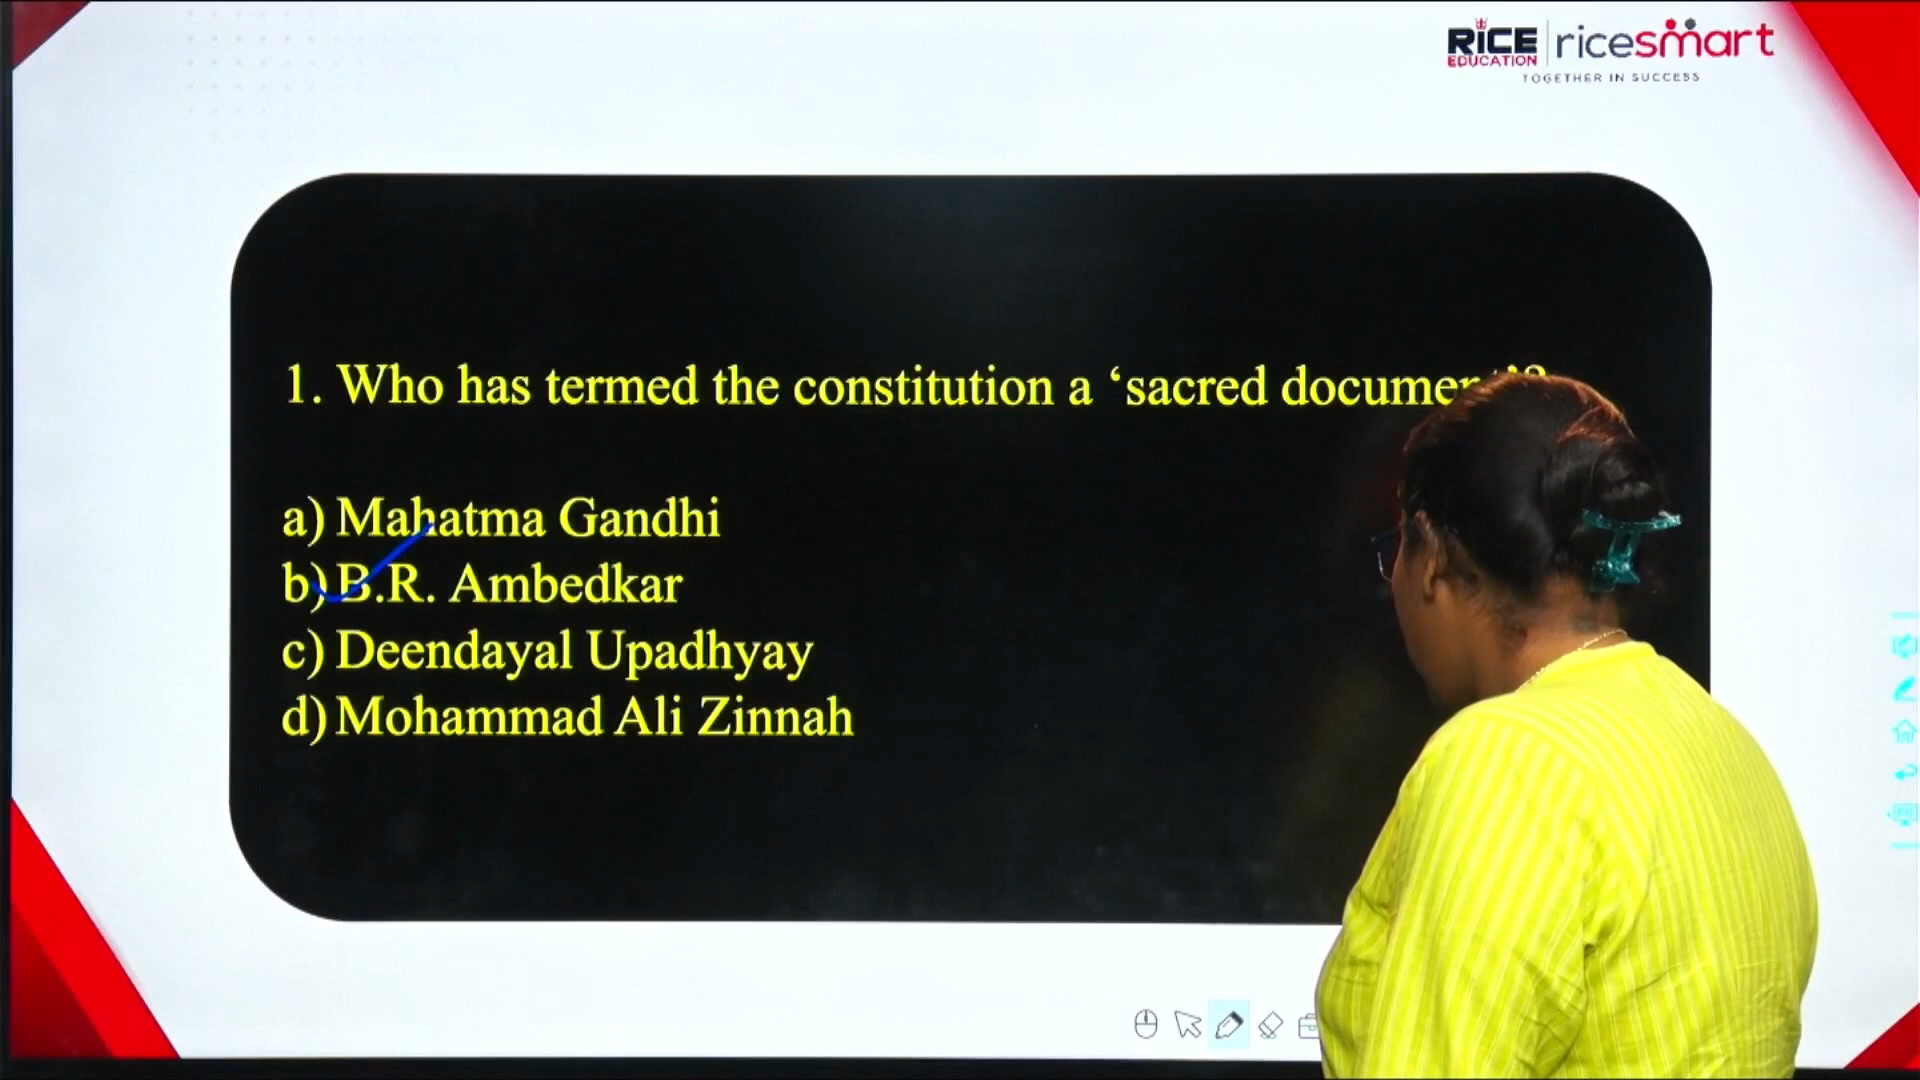 RICE
EDUCATION
ricesmart
TOGETHER IN SUCCESS
1. Who has termed the constitution a ‘sacred
a) Mahatma Gandhi
b) B.R. Ambedkar
c) Deendayal Upadhyay
d) Mohammad Ali Zinnah